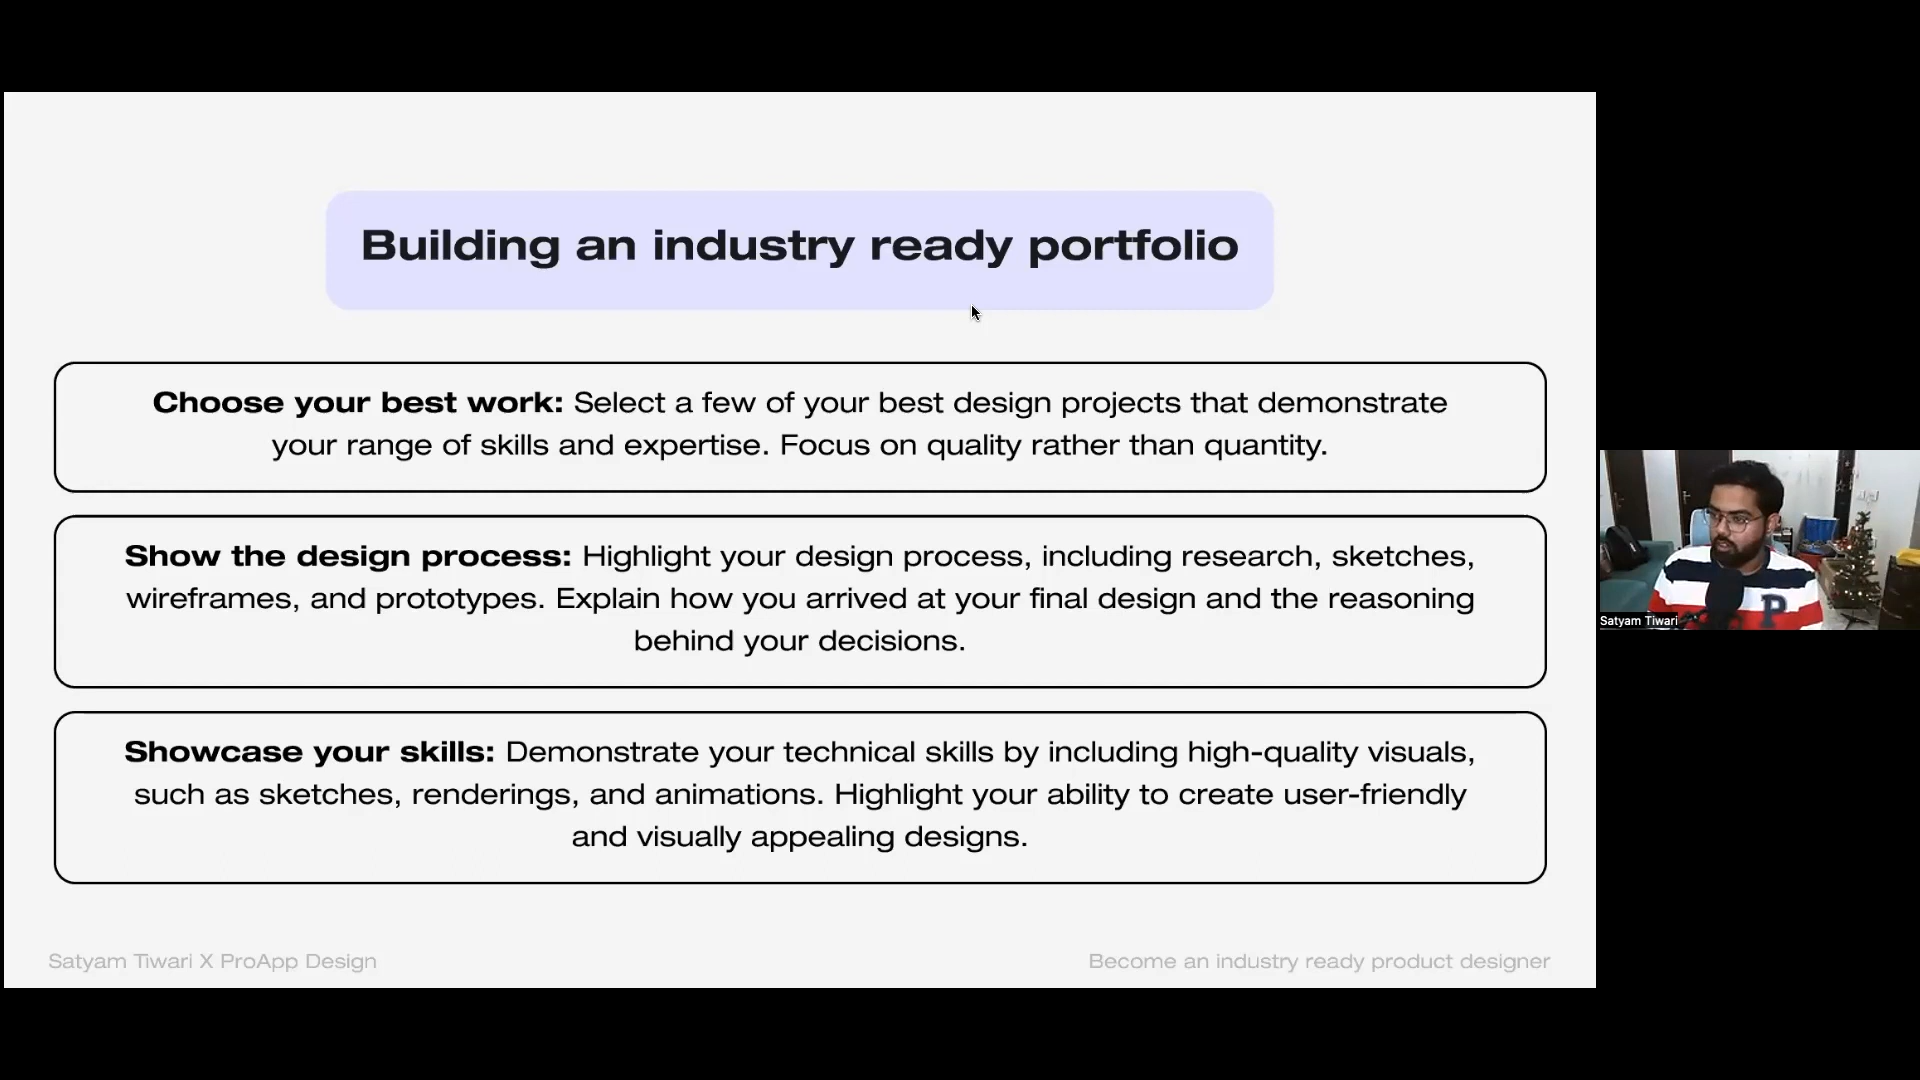 Building an industry ready portfolio
Choose your best work: Select a few of your best design projects that demonstrate
your range of skills and expertise. Focus on quality rather than quantity.
Show the design process: Highlight your design process, including research, sketches,
wireframes, and prototypes. Explain how you arrived at your final design and the reasoning
behind your decisions.
Showcase your skills: Demonstrate your technical skills by including high-quality visuals,
such as sketches, renderings, and animations. Highlight your ability to create user-friendly
and visually appealing designs.
Satyam Tiwari X ProApp Design
Become an industry ready product designer
P
Satyam Tiwari